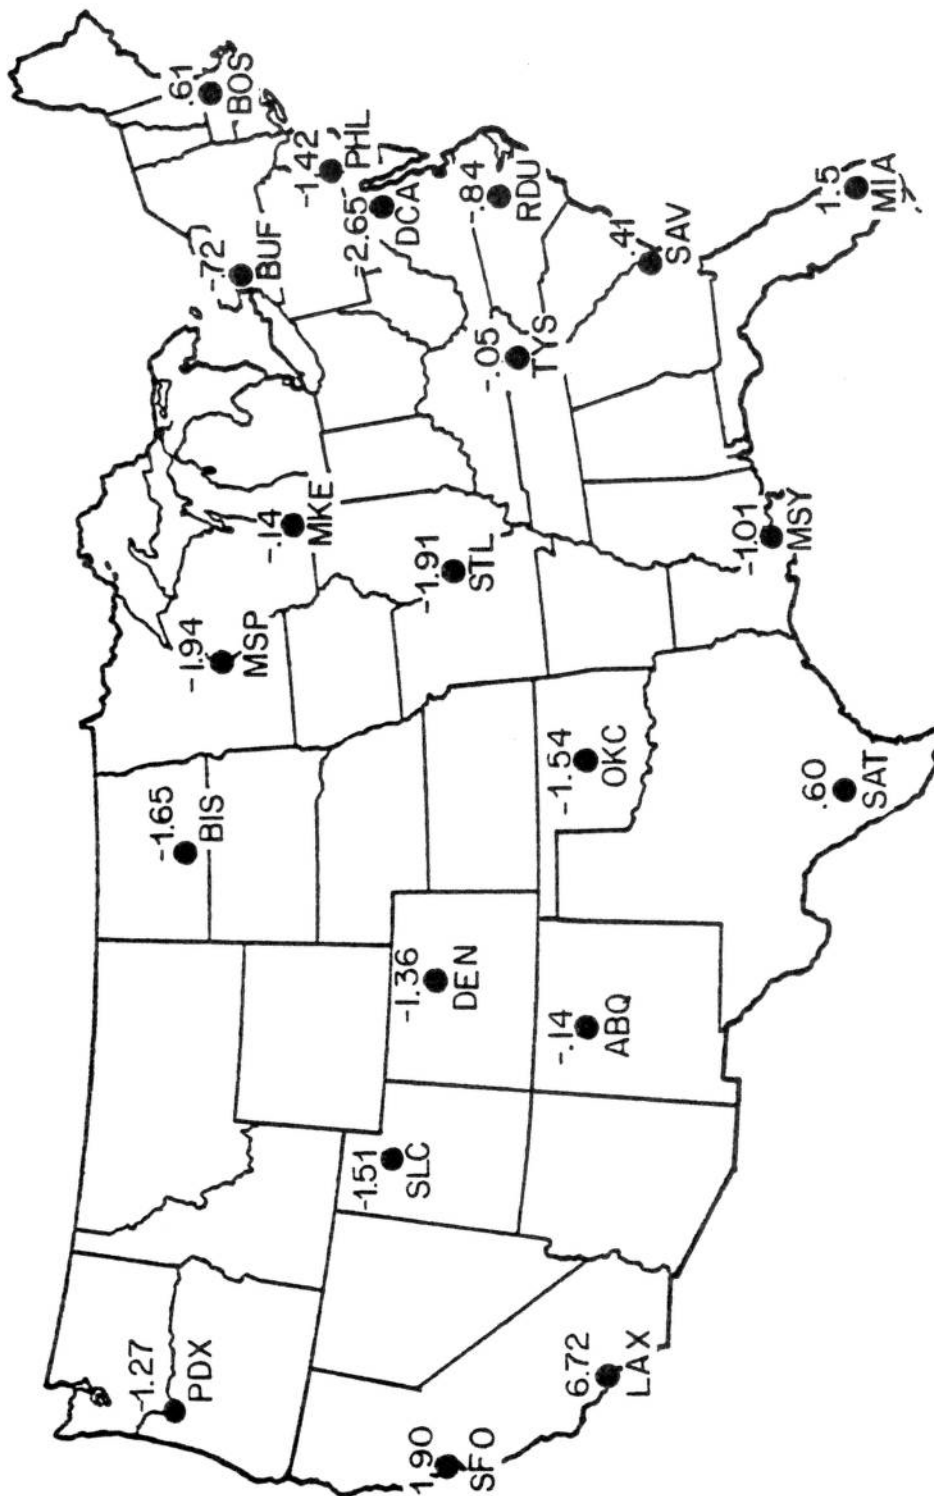 -1.27
PDX
1.90
SFO
6.72
LAX
-1.51
SLC
-1.36
DEN
-.14
ABQ
-1.65
BIS
-1.54
OKC
.60
SAT
-1.94
MSP
-1.91
STL
-.14
MKE
-1.01
MSY
-.05
TYS
-.72
BUF
.41
SAV
-2.65
DCA
-.84
RDU
1.5
MIA
-1.42
PHL
.61
BOS